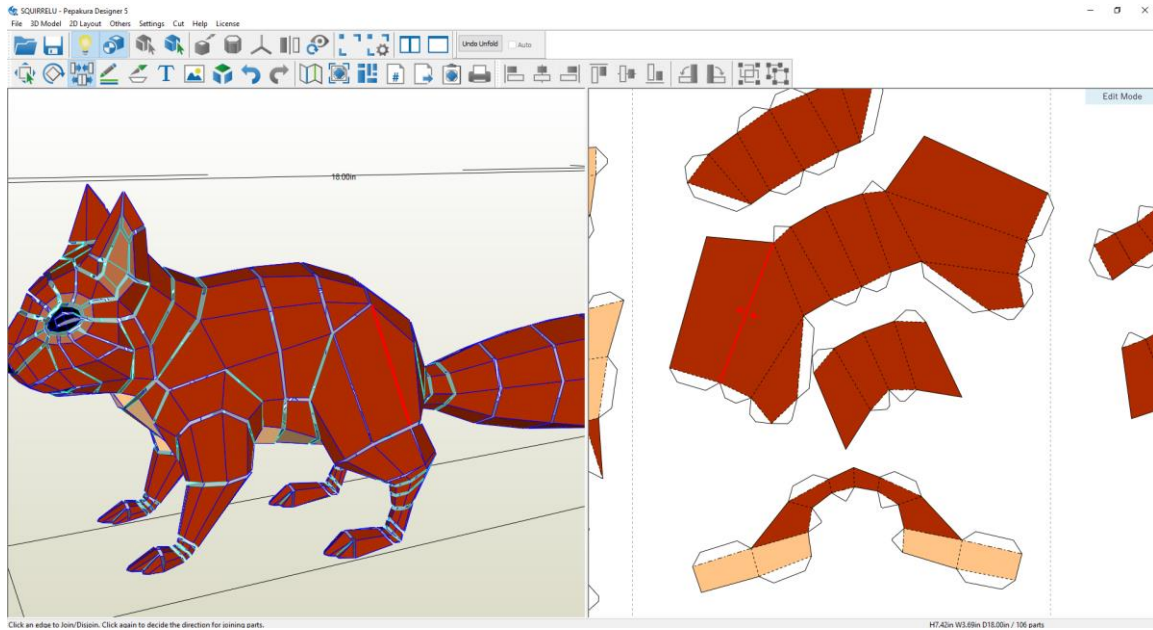 SQUIRRELU - Pepakura Designer 5
File 3D Model 2D Layout Others Settings Cut Help License
Undo Unfold Auto
T #
Edit Mode
18.00in
Click an edge to Join/Disjoin. Click again to decide the direction for joining parts. H7.42in W3.69in D18.00in / 106 parts